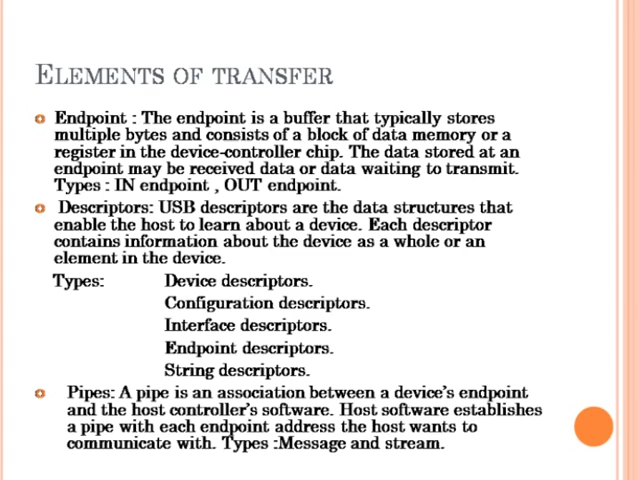 ELEMENTS OF TRANSFER
Endpoint : The endpoint is a buffer that typically stores
multiple bytes and consists of a block of data memory or a
register in the device-controller chip. The data stored at an
endpoint may be received data or data waiting to transmit.
Types : IN endpoint , OUT endpoint.
Descriptors: USB descriptors are the data structures that
enable the host to learn about a device. Each descriptor
contains information about the device as a whole or an
element in the device.
Types: Device descriptors.
Configuration descriptors.
Interface descriptors.
Endpoint descriptors.
String descriptors.
Pipes: A pipe is an association between a device's endpoint
and the host controller's software. Host software establishes
a pipe with each endpoint address the host wants to
communicate with. Types :Message and stream.